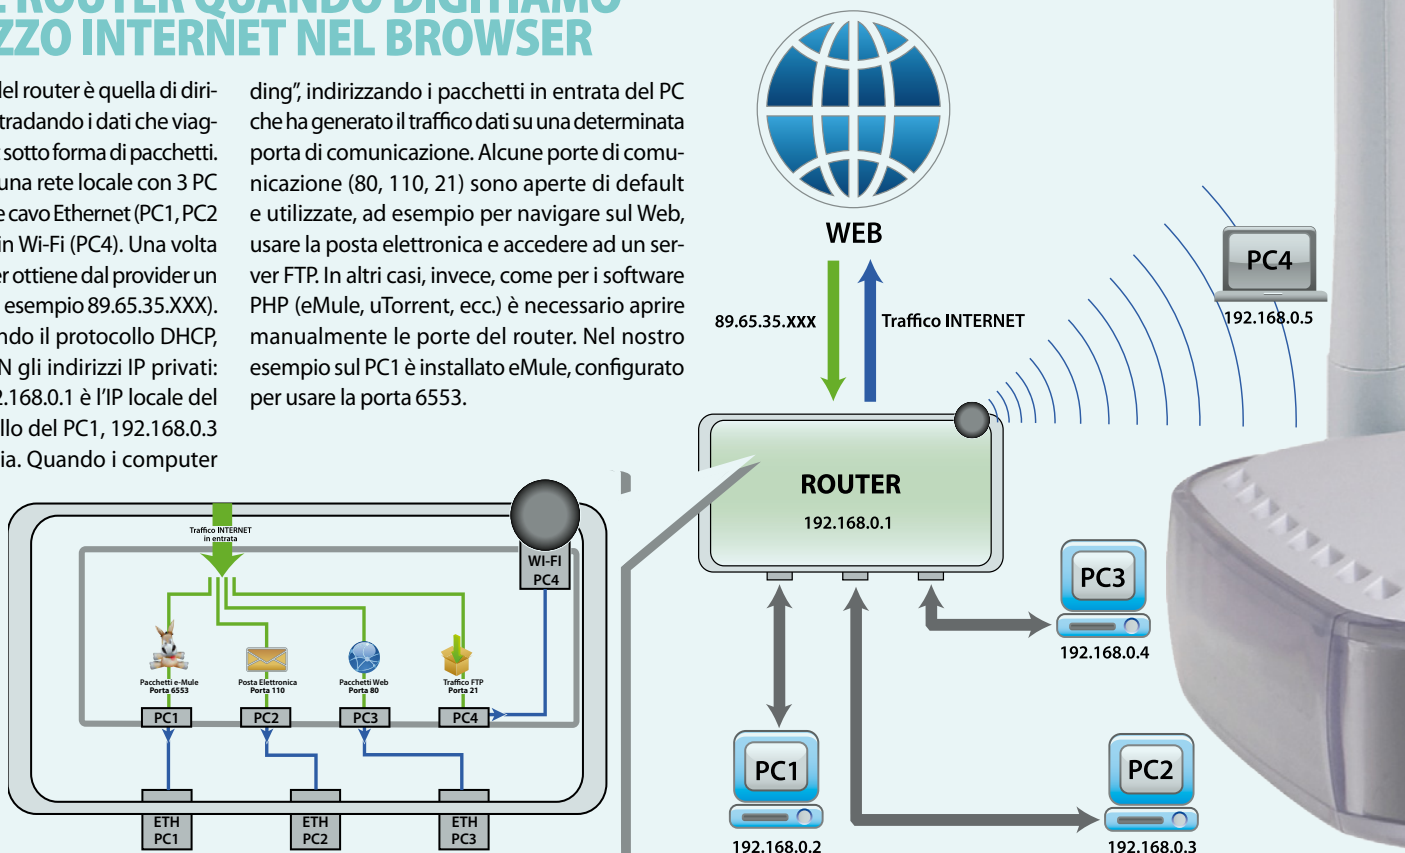 E ROUTER QUANDO DIGITIAMO
ZZO INTERNET NEL BROWSER
del router è quella di diri-
tradando i dati che viag-
sotto forma di pacchetti.
una rete locale con 3 PC
e cavo Ethernet (PC1, PC2
in Wi-Fi (PC4). Una volta
er ottiene dal provider un
esempio 89.65.35.XXX).
ndo il protocollo DHCP,
N gli indirizzi IP privati:
2.168.0.1 è l'IP locale del
llo del PC1, 192.168.0.3
ia. Quando i computer
ding", indirizzando i pacchetti in entrata del PC
che ha generato il traffico dati su una determinata
porta di comunicazione. Alcune porte di comu-
nicazione (80, 110, 21) sono aperte di default
e utilizzate, ad esempio per navigare sul Web,
usare la posta elettronica e accedere ad un ser-
ver FTP. In altri casi, invece, come per i software
PHP (eMule, uTorrent, ecc.) è necessario aprire
manualmente le porte del router. Nel nostro
esempio sul PC1 è installato eMule, configurato
per usare la porta 6553.
WEB
89.65.35.XXX
Traffico INTERNET
PC4
192.168.0.5
ROUTER
192.168.0.1
PC3
192.168.0.4
PC1
192.168.0.2
PC2
192.168.0.3
Traffico INTERNET
in entrata
WI-FI
PC4
Pacchetti e-Mule
Porta 6553
Posta Elettronica
Porta 110
Pacchetti Web
Porta 80
Traffico FTP
Porta 21
PC1
PC2
PC3
PC4
ETH
PC1
ETH
PC2
ETH
PC3